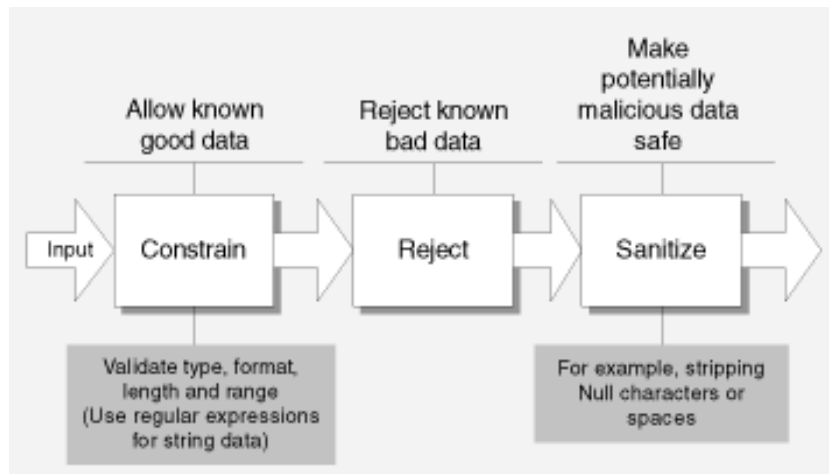 Allow known
good data
Reject known
bad data
Make
potentially
malicious data
safe
Input
Constrain
Reject
Sanitize
Validate type, format,
length and range
(Use regular expressions
for string data)
For example, stripping
Null characters or
spaces